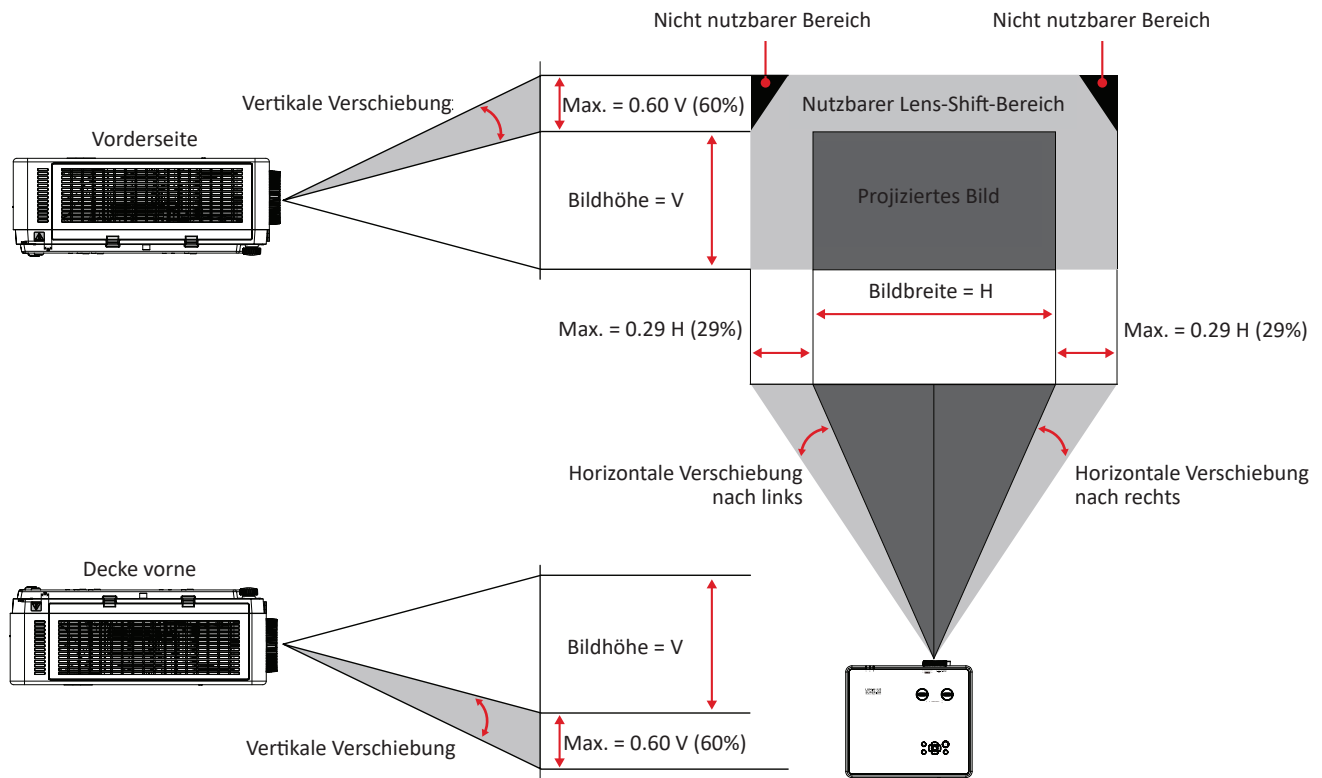 Nicht nutzbarer Bereich
Nicht nutzbarer Bereich
Vertikale Verschiebung
Max. = 0.60 V (60%)
Nutzbarer Lens-Shift-Bereich
Vorderseite
Bildhöhe = V
Projiziertes Bild
Bildbreite = H
Max. = 0.29 H (29%)
Max. = 0.29 H (29%)
Horizontale Verschiebung
nach links
Horizontale Verschiebung
nach rechts
Decke vorne
Bildhöhe = V
Vertikale Verschiebung
Max. = 0.60 V (60%)